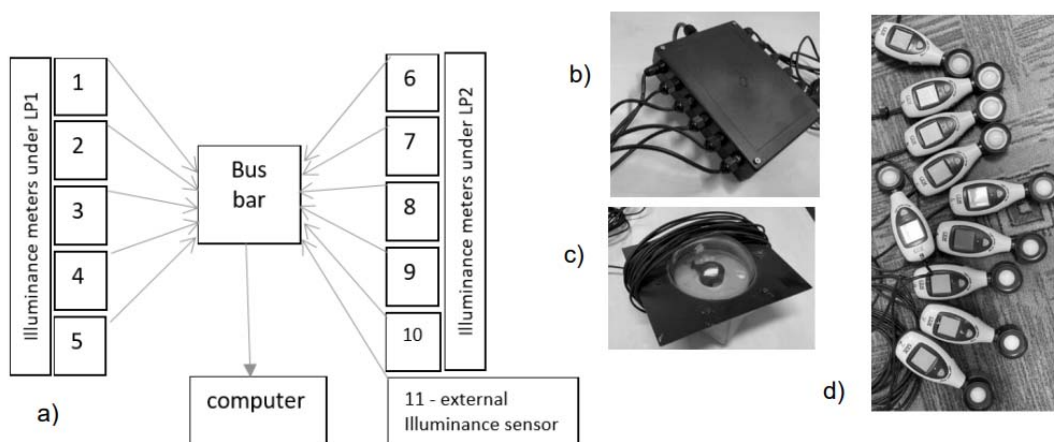 Illuminance meters under LP1
1
2
3
4
5
Bus
bar
6
7
8
9
10
Illuminance meters under LP2
computer
11 - external
Illuminance sensor
a)
b)
c)
d)